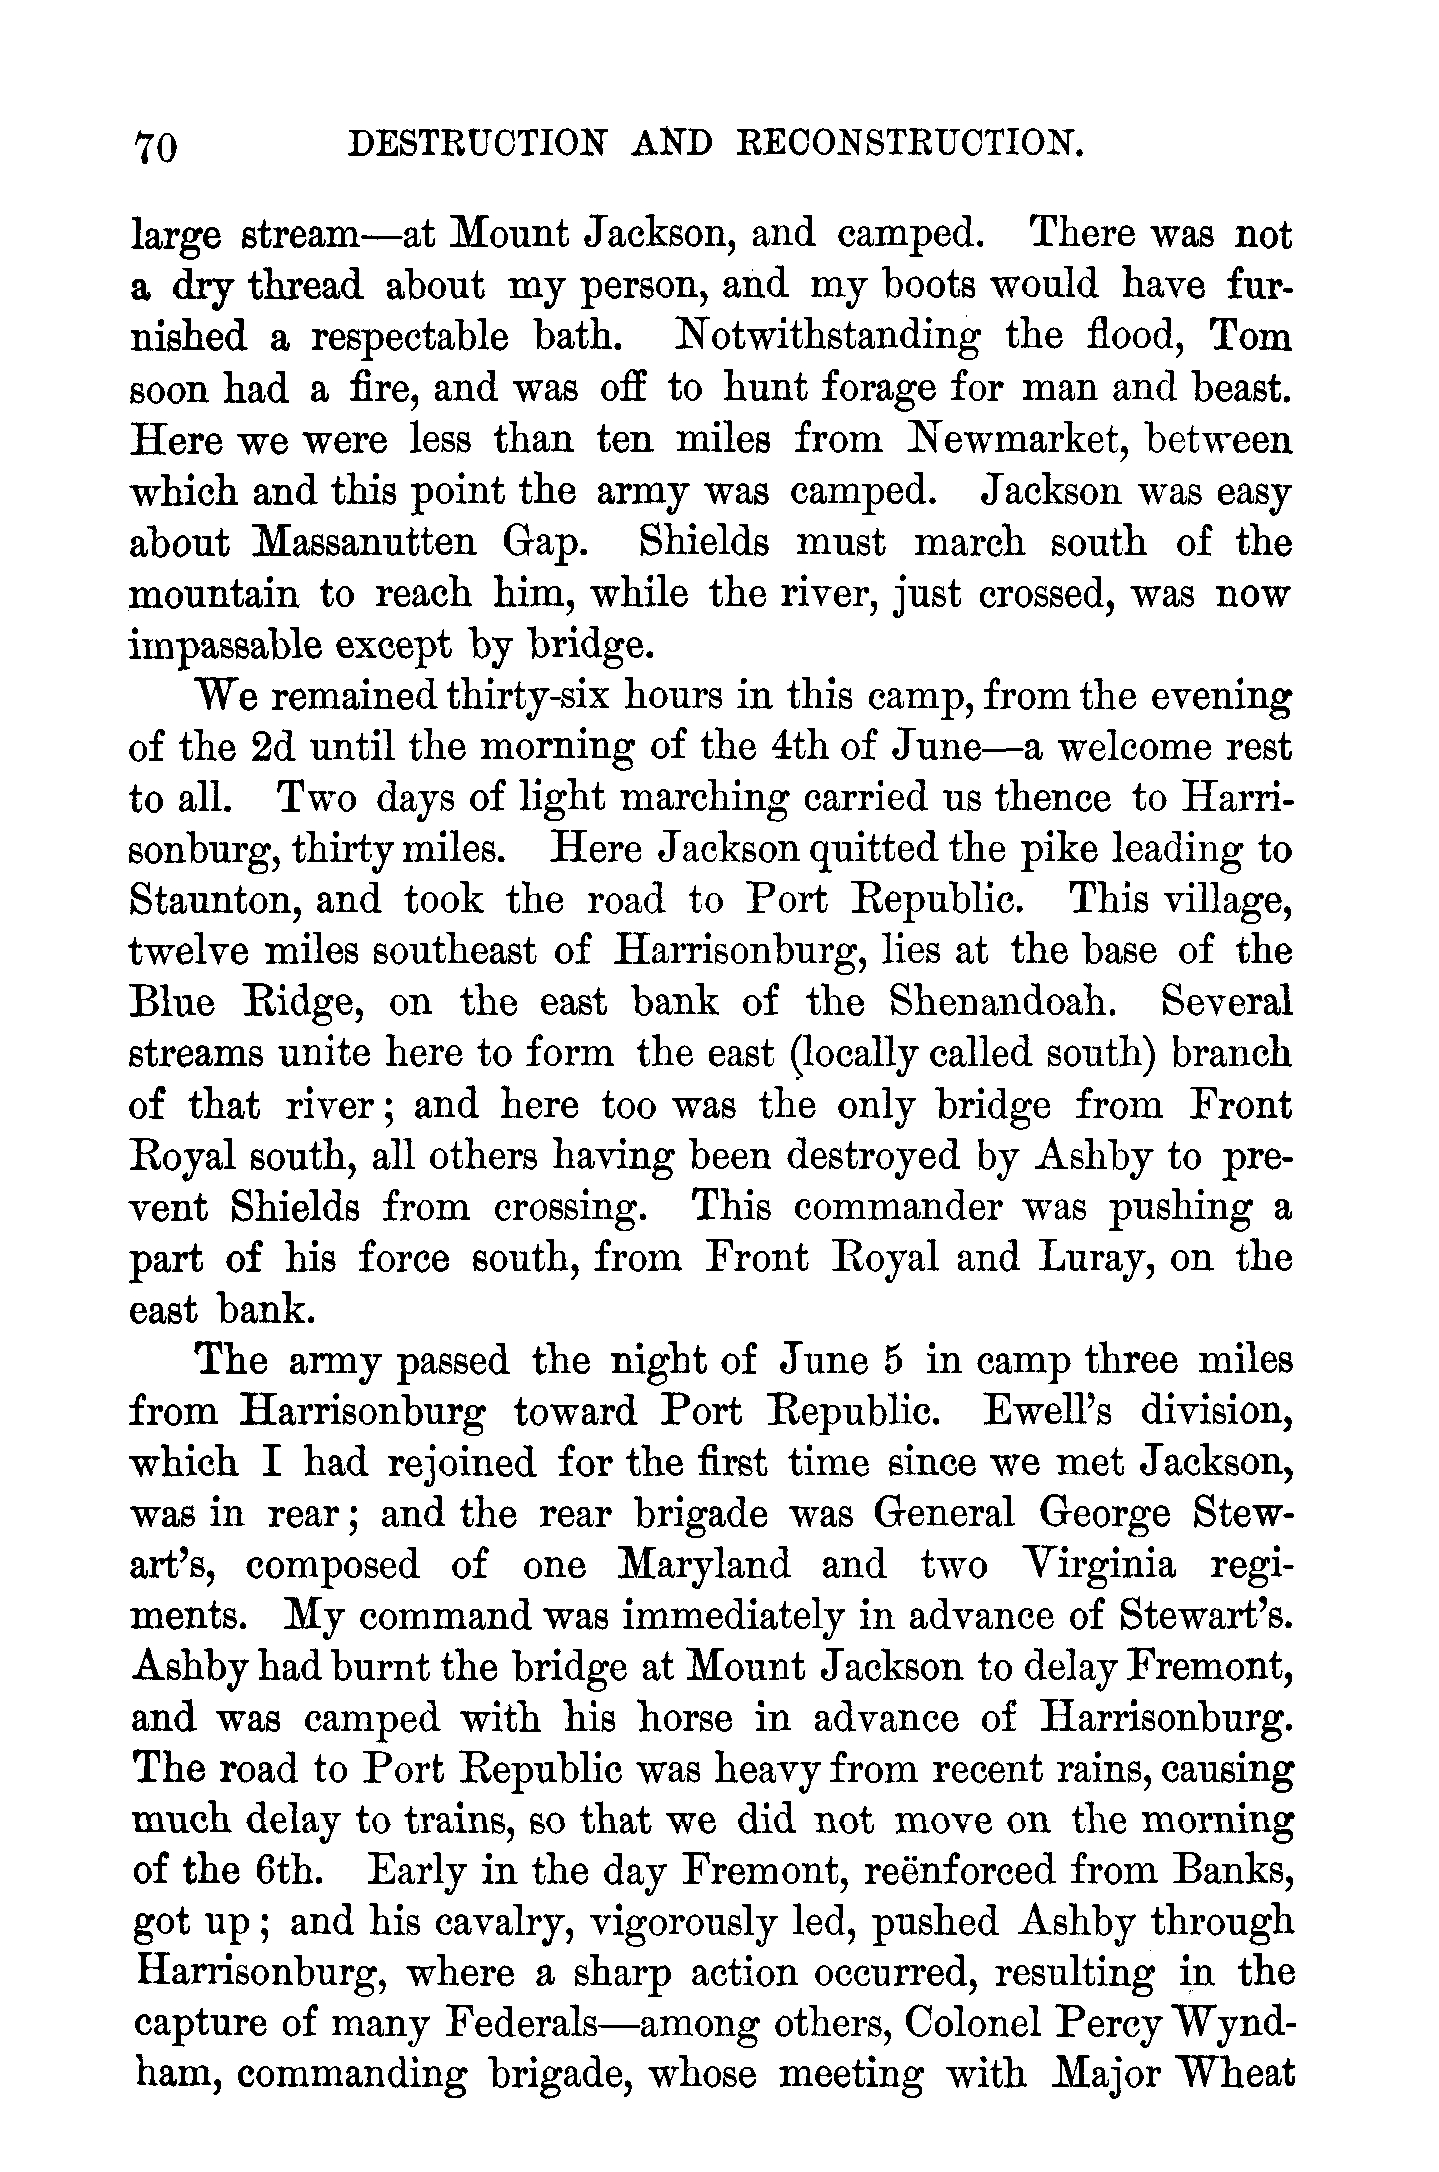 70 DESTRUCTION AND RECONSTRUCTION.
large stream—at Mount Jackson, and camped. There was not
a dry thread about my person, and my boots would have fur-
nished a respectable bath. Notwithstanding the flood, Tom
soon had a fire, and was off to hunt forage for man and beast.
Here we were less than ten miles from Newmarket, between
which and this point the army was camped. Jackson was easy
about Massanutten Gap. Shields must march south of the
mountain to reach him, while the river, just crossed, was now
impassable except by bridge.
We remained thirty-six hours in this camp, from the evening
of the 2d until the morning of the 4th of June—a welcome rest
to all. Two days of light marching carried us thence to Harri-
sonburg, thirty miles. Here Jackson quitted the pike leading to
Staunton, and took the road to Port Republic. This village,
twelve miles southeast of Harrisonburg, lies at the base of the
Blue Ridge, on the east bank of the Shenandoah. Several
streams unite here to form the east (locally called south) branch
of that river; and here too was the only bridge from Front
Royal south, all others having been destroyed by Ashby to pre-
vent Shields from crossing. This commander was pushing a
part of his force south, from Front Royal and Luray, on the
east bank.
The army passed the night of June 5 in camp three miles
from Harrisonburg toward Port Republic. Ewell's division,
which I had rejoined for the first time since we met Jackson,
was in rear; and the rear brigade was General George Stew-
art's, composed of one Maryland and two Virginia regi-
ments. My command was immediately in advance of Stewart's.
Ashby had burnt the bridge at Mount Jackson to delay Fremont,
and was camped with his horse in advance of Harrisonburg.
The road to Port Republic was heavy from recent rains, causing
much delay to trains, so that we did not move on the morning
of the 6th. Early in the day Fremont, reënforced from Banks,
got up; and his cavalry, vigorously led, pushed Ashby through
Harrisonburg, where a sharp action occurred, resulting in the
capture of many Federals—among others, Colonel Percy Wynd-
ham, commanding brigade, whose meeting with Major Wheat